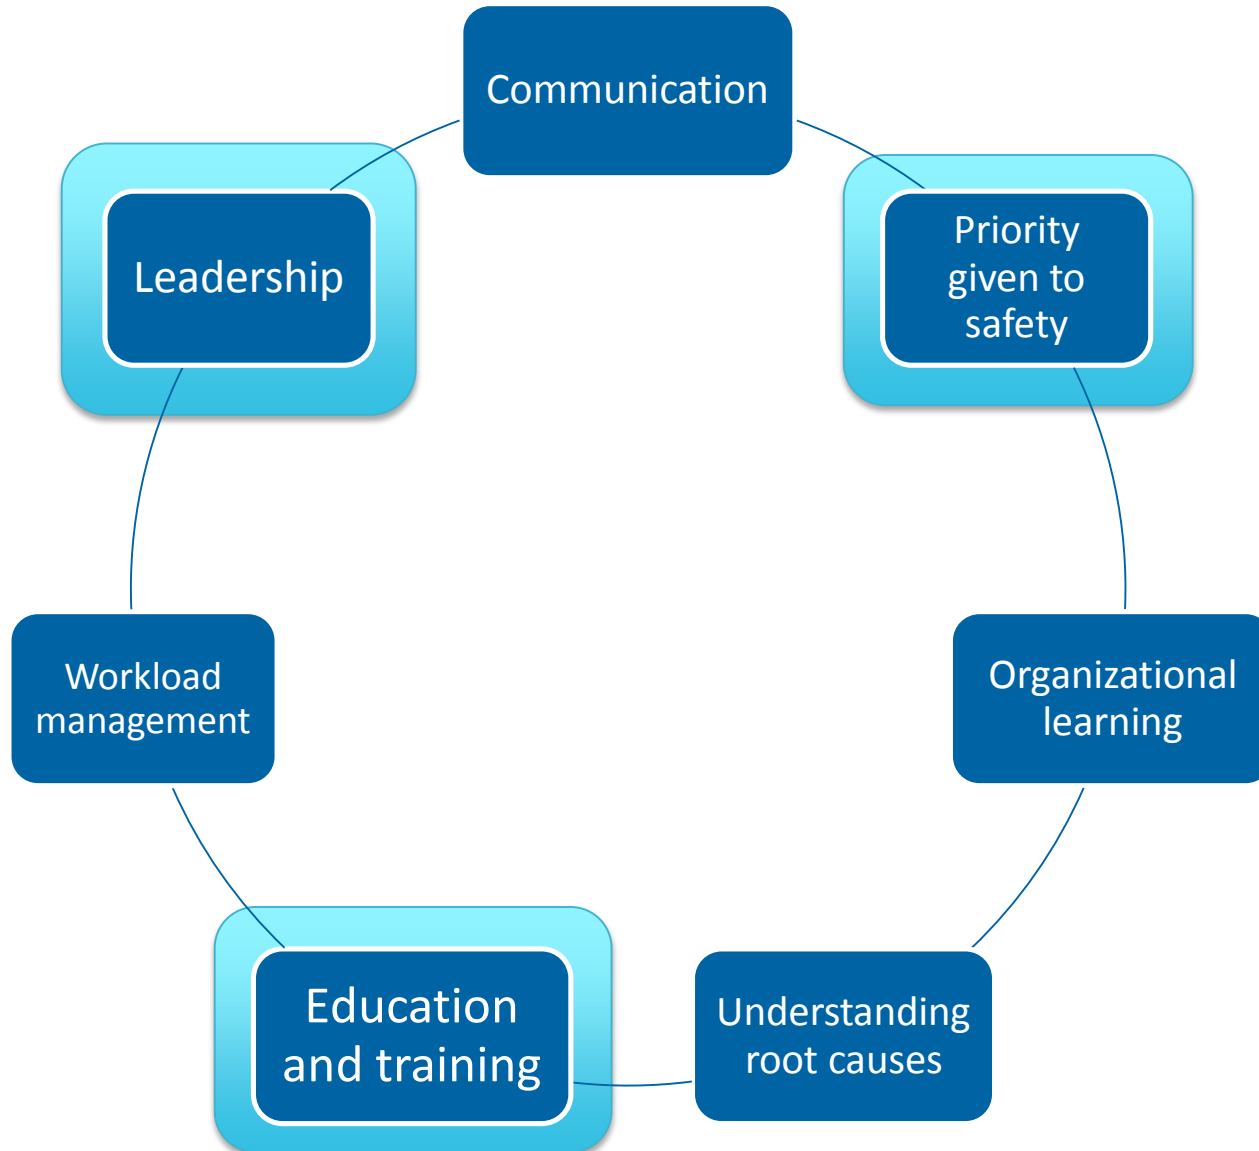 Communication
Leadership
Priority
given to
safety
Workload
management
Organizational
learning
Education
and training
Understanding
root causes